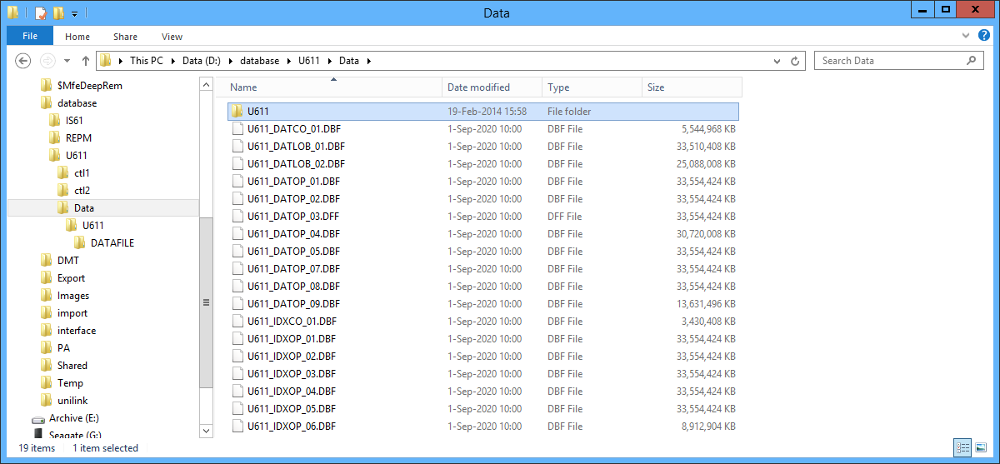 Data
File Home Share View
This PC Data (D:) database U611 Data Search Data
$MfeDeepRem
database
IS61
REPM
U611
ctl1
ctl2
Data
U611
DATAFILE
DMT
Export
Images
import
interface
PA
Shared
Temp
unilink
Archive (E:)
Seagate (G:)
Name Date modified Type Size
U611 19-Feb-2014 15:58 File folder
U611_DATCO_01.DBF 1-Sep-2020 10:00 DBF File 5,544,968 KB
U611_DATLOB_01.DBF 1-Sep-2020 10:00 DBF File 33,510,408 KB
U611_DATLOB_02.DBF 1-Sep-2020 10:00 DBF File 25,088,008 KB
U611_DATOP_01.DBF 1-Sep-2020 10:00 DBF File 33,554,424 KB
U611_DATOP_02.DBF 1-Sep-2020 10:00 DBF File 33,554,424 KB
U611_DATOP_03.DFF 1-Sep-2020 10:00 DFF File 33,554,424 KB
U611_DATOP_04.DBF 1-Sep-2020 10:00 DBF File 30,720,008 KB
U611_DATOP_05.DBF 1-Sep-2020 10:00 DBF File 33,554,424 KB
U611_DATOP_07.DBF 1-Sep-2020 10:00 DBF File 33,554,424 KB
U611_DATOP_08.DBF 1-Sep-2020 10:00 DBF File 33,554,424 KB
U611_DATOP_09.DBF 1-Sep-2020 10:00 DBF File 13,631,496 KB
U611_IDXCO_01.DBF 1-Sep-2020 10:00 DBF File 3,430,408 KB
U611_IDXOP_01.DBF 1-Sep-2020 10:00 DBF File 33,554,424 KB
U611_IDXOP_02.DBF 1-Sep-2020 10:00 DBF File 33,554,424 KB
U611_IDXOP_03.DBF 1-Sep-2020 10:00 DBF File 33,554,424 KB
U611_IDXOP_04.DBF 1-Sep-2020 10:00 DBF File 33,554,424 KB
U611_IDXOP_05.DBF 1-Sep-2020 10:00 DBF File 33,554,424 KB
U611_IDXOP_06.DBF 1-Sep-2020 10:00 DBF File 8,912,904 KB
19 items 1 item selected